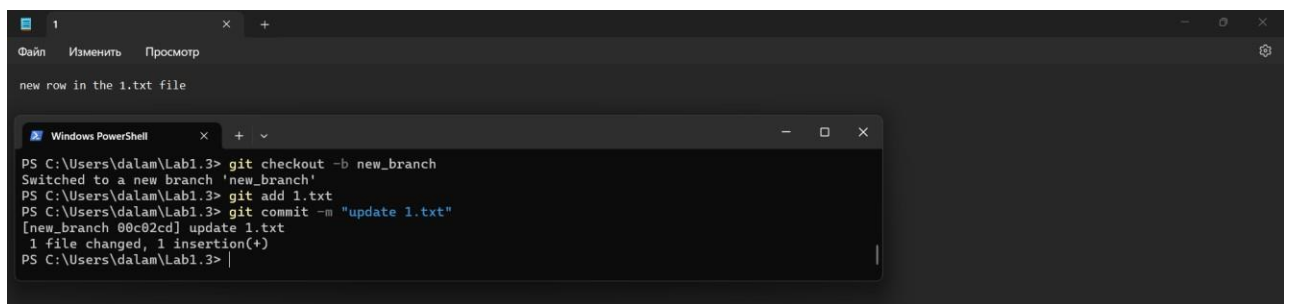 1
Файл Изменить Просмотр
new row in the 1.txt file
Windows PowerShell
PS C:\Users\dalam\Lab1.3> git checkout -b new_branch
Switched to a new branch 'new_branch'
PS C:\Users\dalam\Lab1.3> git add 1.txt
PS C:\Users\dalam\Lab1.3> git commit -m "update 1.txt"
[new_branch 00c02cd] update 1.txt
1 file changed, 1 insertion(+)
PS C:\Users\dalam\Lab1.3>